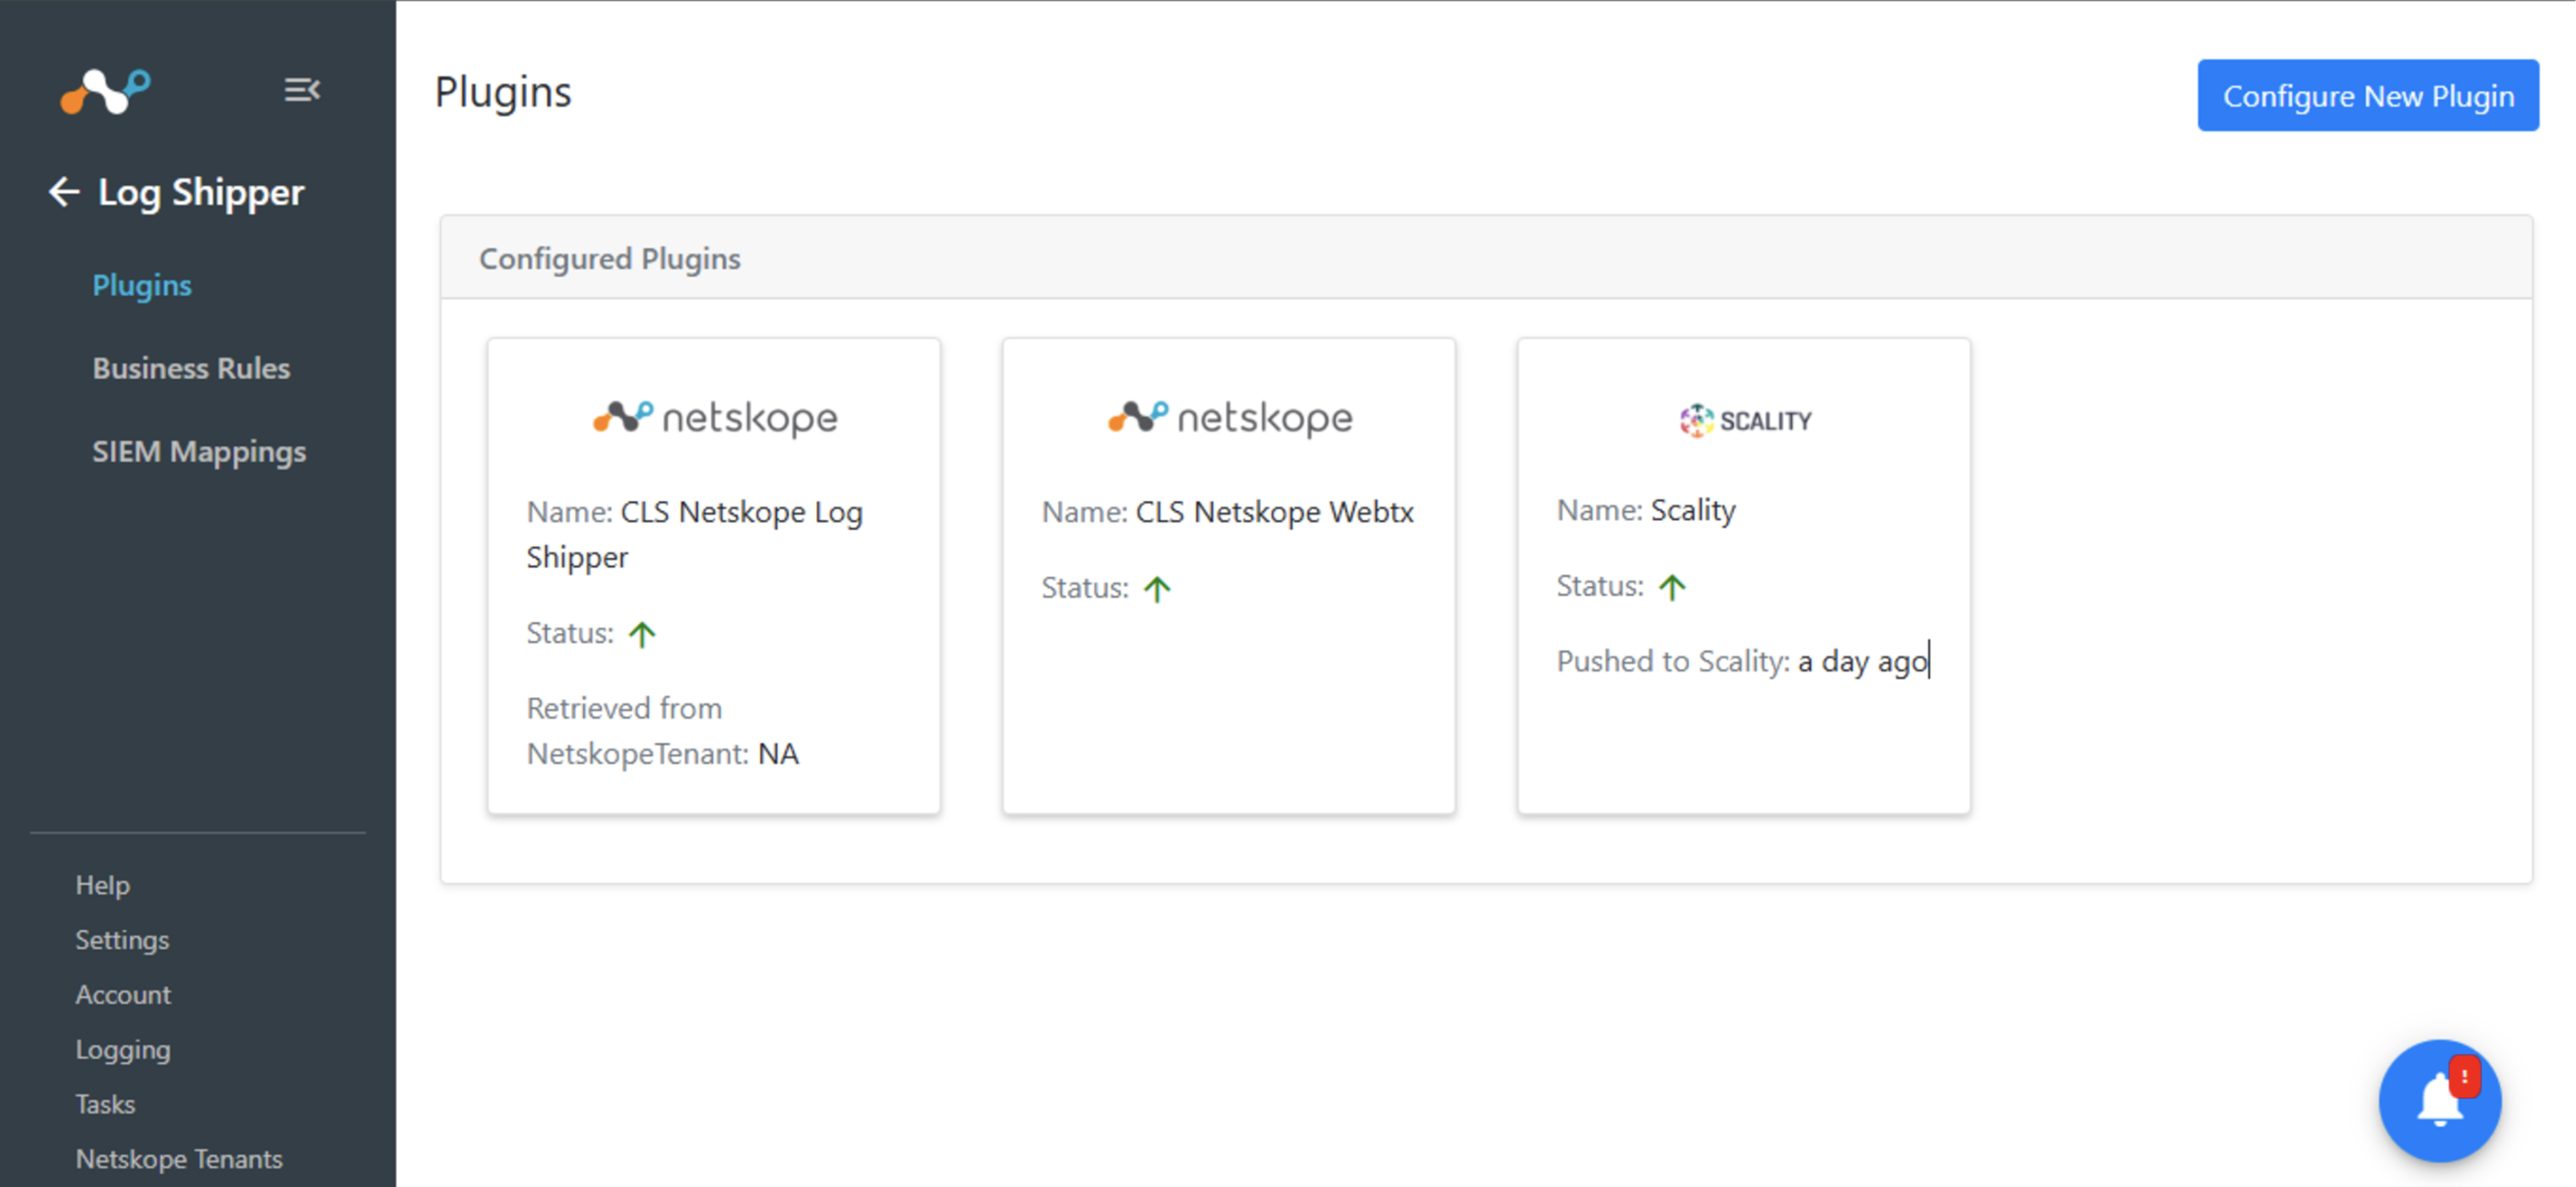 Log Shipper
Plugins
Business Rules
SIEM Mappings
Help
Settings
Account
Logging
Tasks
Netskope Tenants
Plugins
Configure New Plugin
Configured Plugins
netskope
Name: CLS Netskope Log
Shipper
Status:
Retrieved from
NetskopeTenant: NA
netskope
Name: CLS Netskope Webtx
Status:
SCALITY
Name: Scality
Status:
Pushed to Scality: a day ago
!